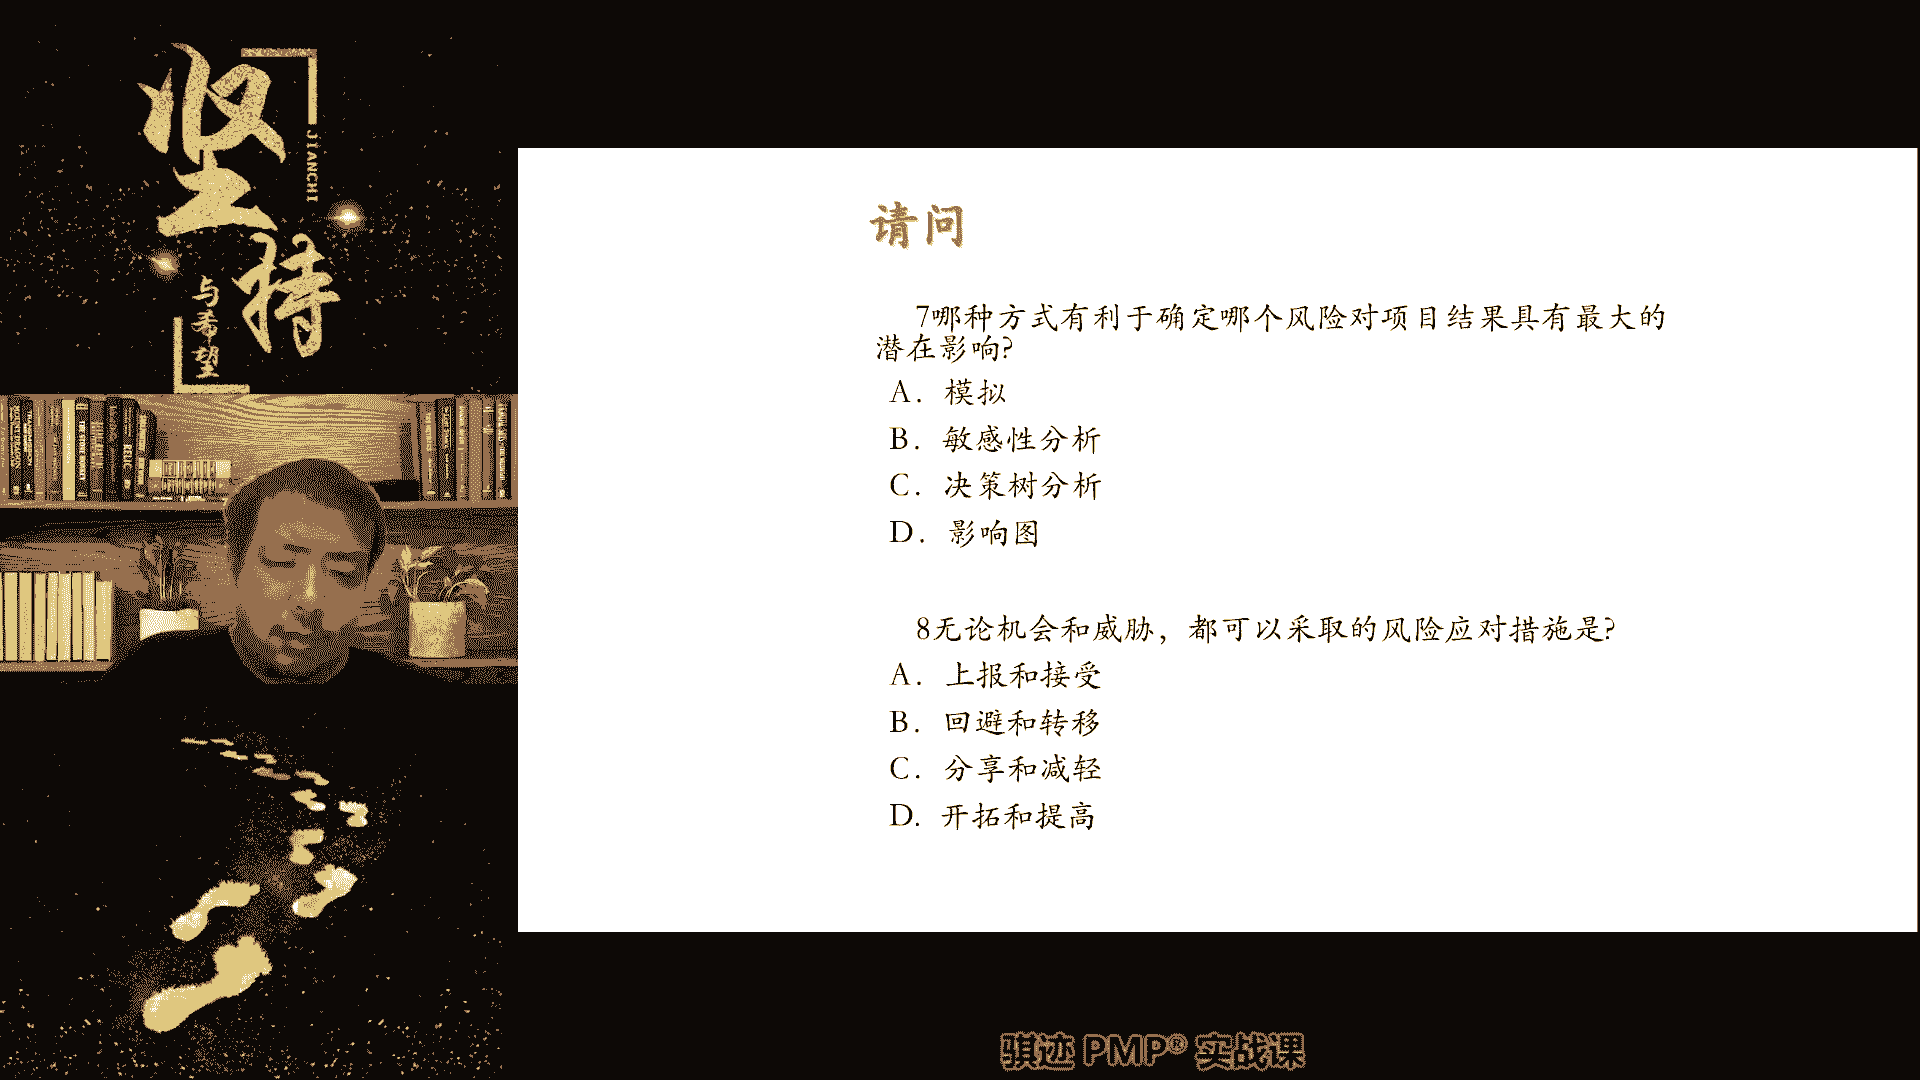 坚持
JIANCHI
与希望
请问
7哪种方式有利于确定哪个风险对项目结果具有最大的
潜在影响?
A. 模拟
B. 敏感性分析
C. 决策树分析
D. 影响图
8无论机会和威胁，都可以采取的风险应对措施是?
A. 上报和接受
B. 回避和转移
C. 分享和减轻
D. 开拓和提高
骐迹 PMP® 实战课